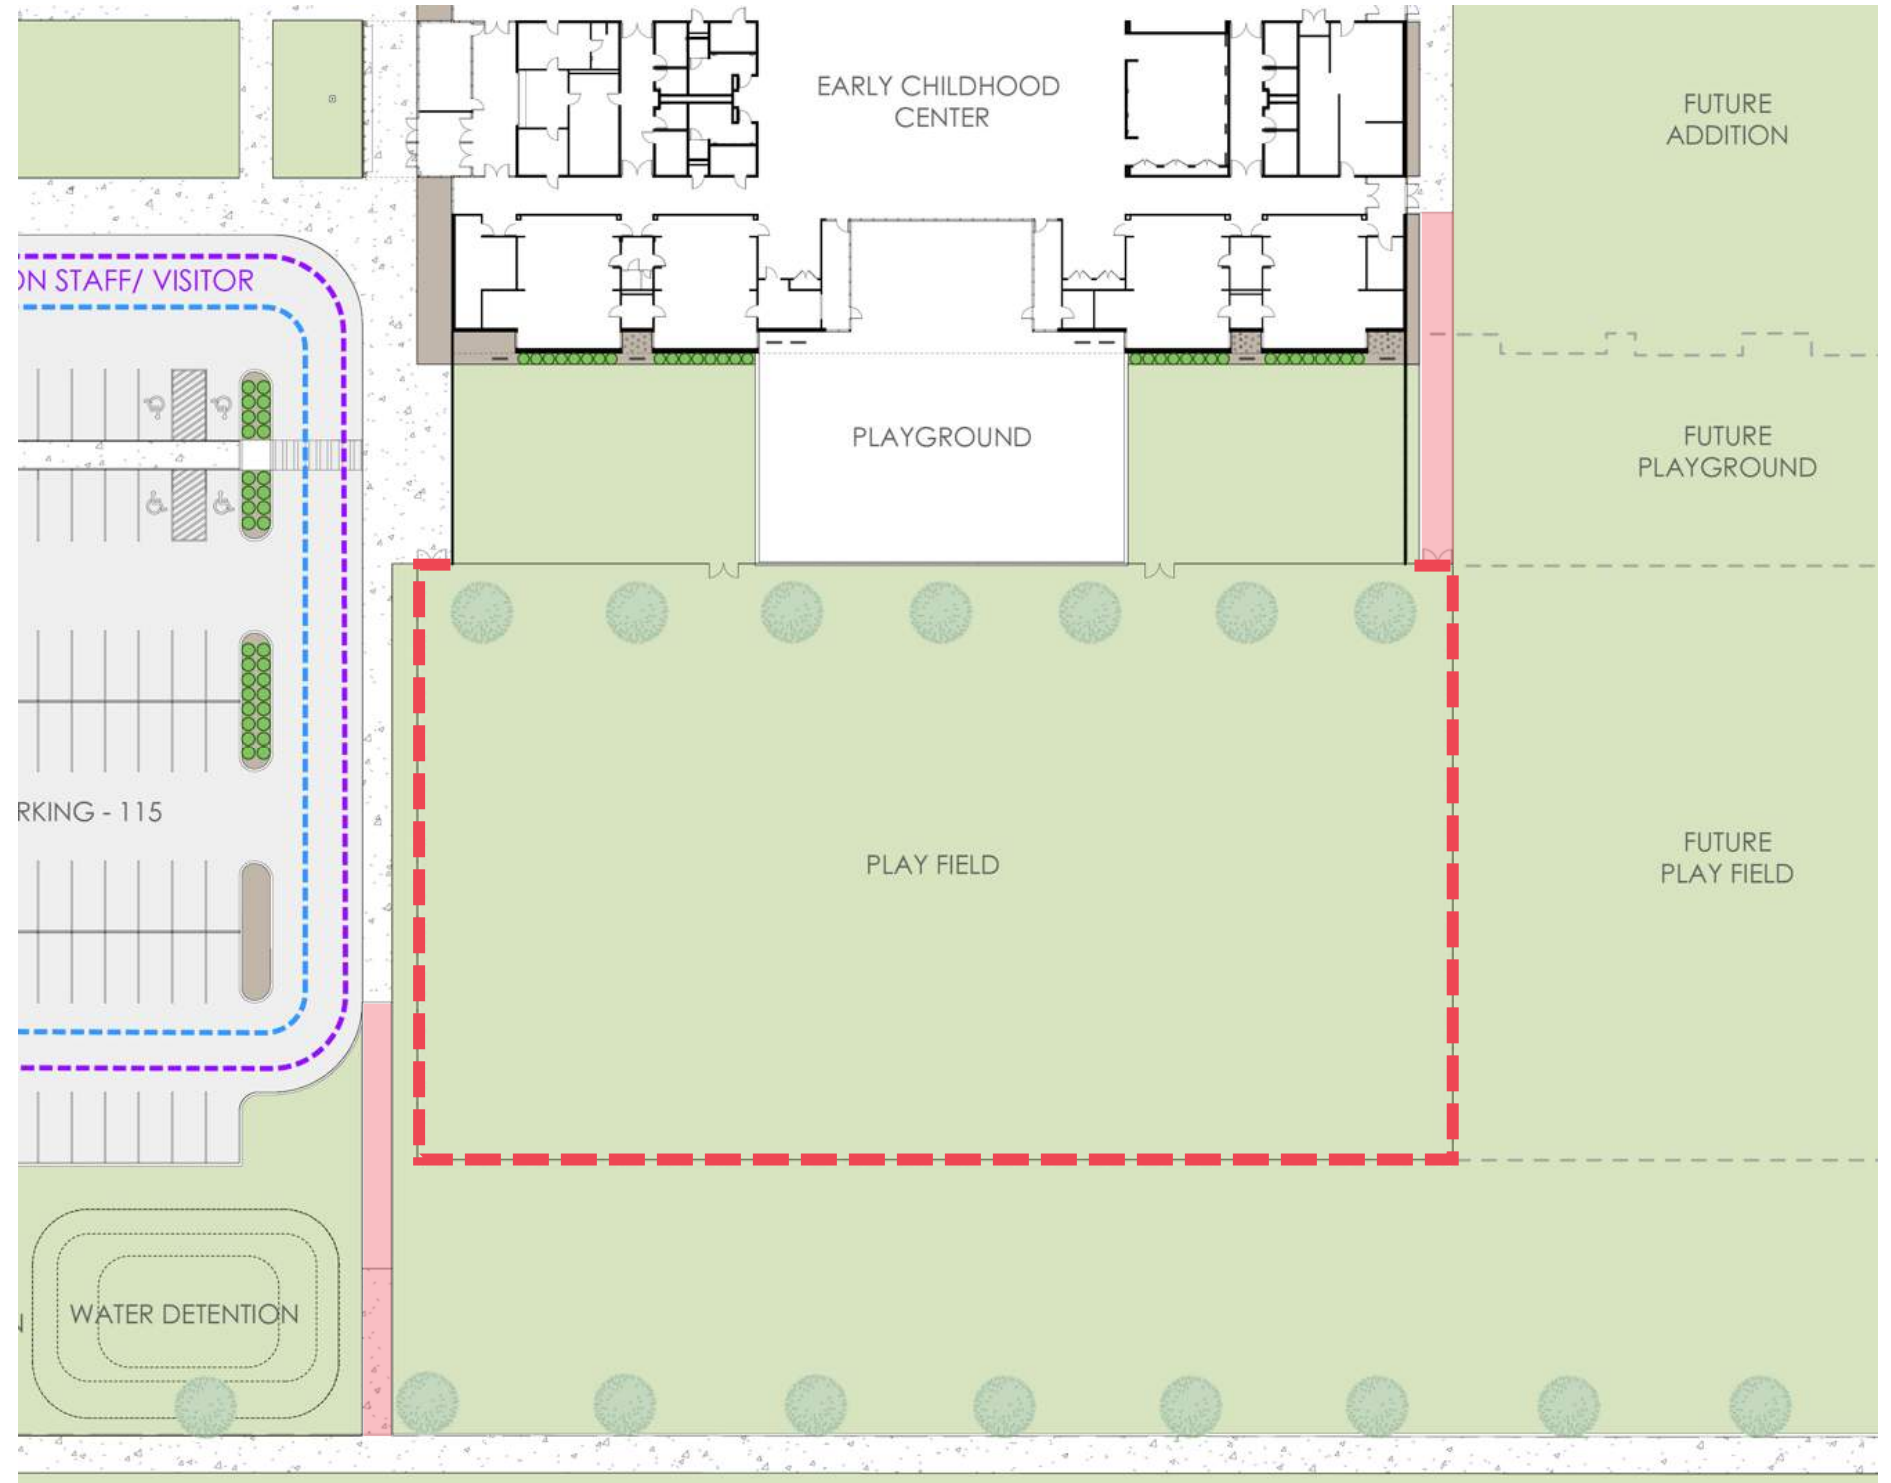 EARLY CHILDHOOD
CENTER
FUTURE
ADDITION
ON STAFF/ VISITOR
PLAYGROUND
FUTURE
PLAYGROUND
RKING - 115
PLAY FIELD
FUTURE
PLAY FIELD
WATER DETENTION